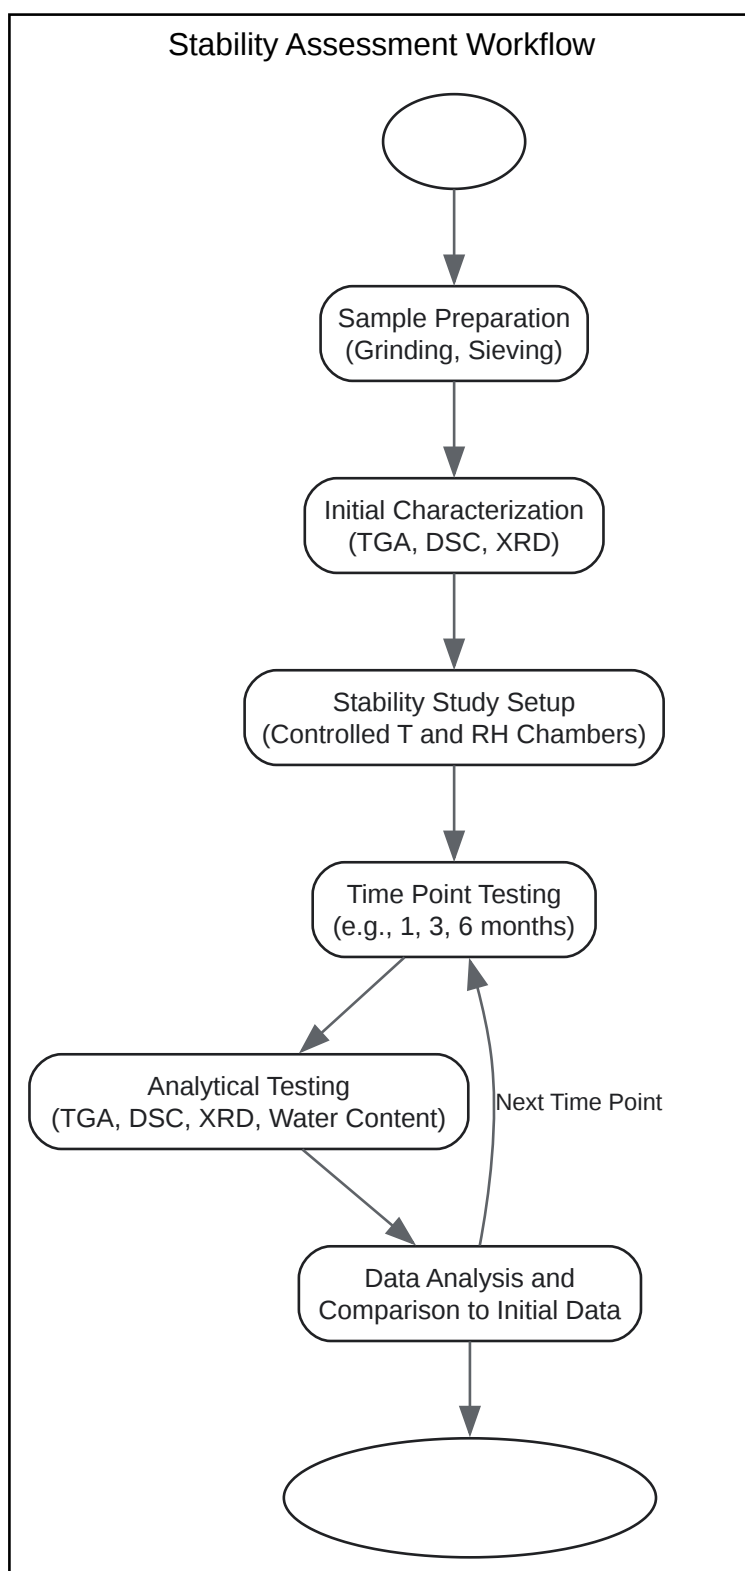 Stability Assessment Workflow
Sample Preparation
(Grinding, Sieving)
Initial Characterization
(TGA, DSC, XRD)
Stability Study Setup
(Controlled T and RH Chambers)
Time Point Testing
(e.g., 1, 3, 6 months)
Analytical Testing
(TGA, DSC, XRD, Water Content)
Next Time Point
Data Analysis and
Comparison to Initial Data